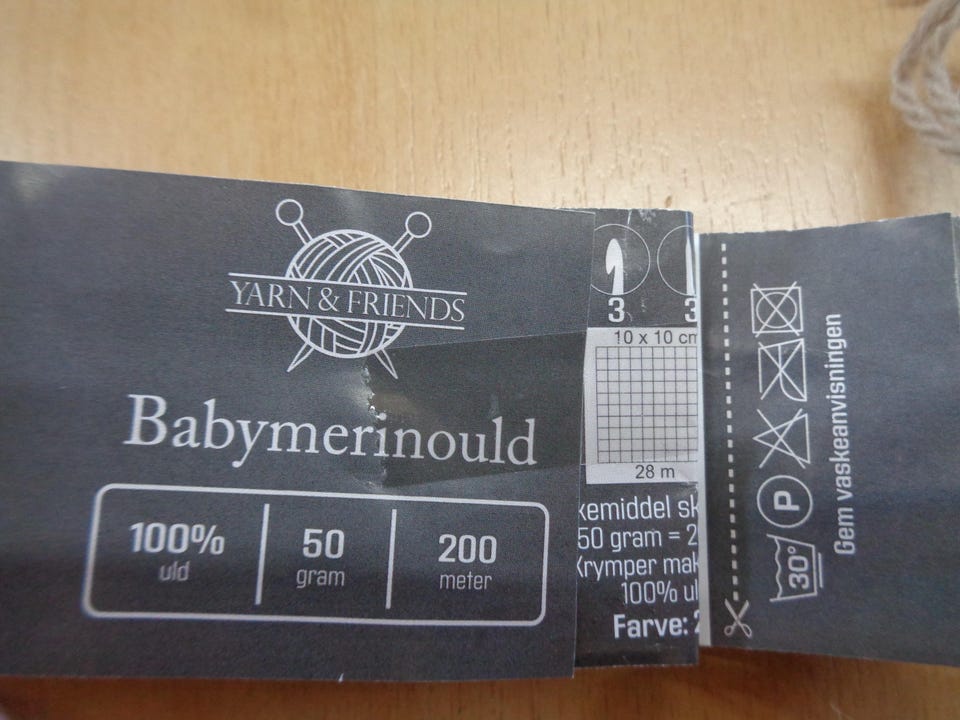 YARN & FRIENDS
Babymerinould
100% uld
50 gram
200 meter
3
3
10 x 10 cm
28 m
kemiddel sk
50 gram = 2
Krymper mak
100% ul
Farve: 2
30°
P
Gem vaskeanvisningen